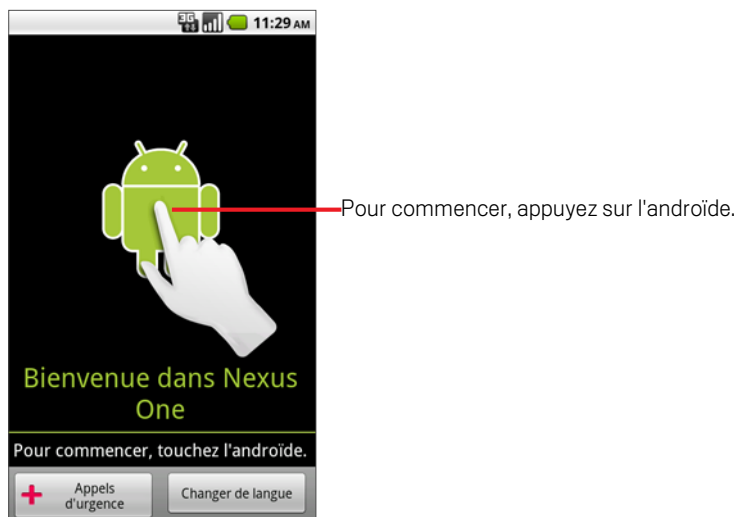 3G 11:29 AM
Pour commencer, appuyez sur l'androïde.
Bienvenue dans Nexus
One
Pour commencer, touchez l'androïde.
Appels
d'urgence
Changer de langue